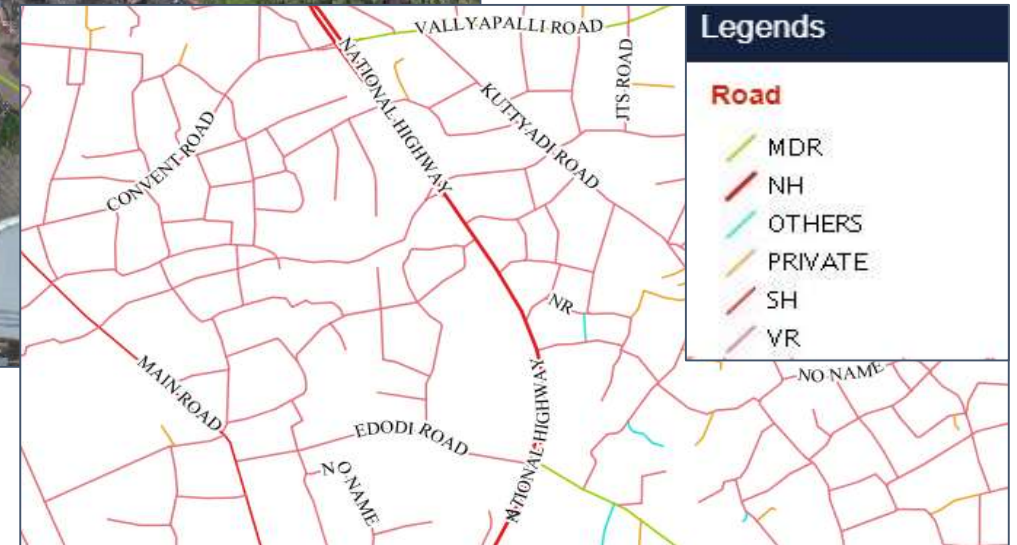 VALLYAPALLI ROAD
NATIONAL HIGHWAY
KUTTYADI ROAD
JTS ROAD
CONVENT ROAD
NR
MAIN ROAD
EDODI ROAD
NATIONAL HIGHWAY
NO NAME
NO NAME
Legends
Road
MDR
NH
OTHERS
PRIVATE
SH
VR